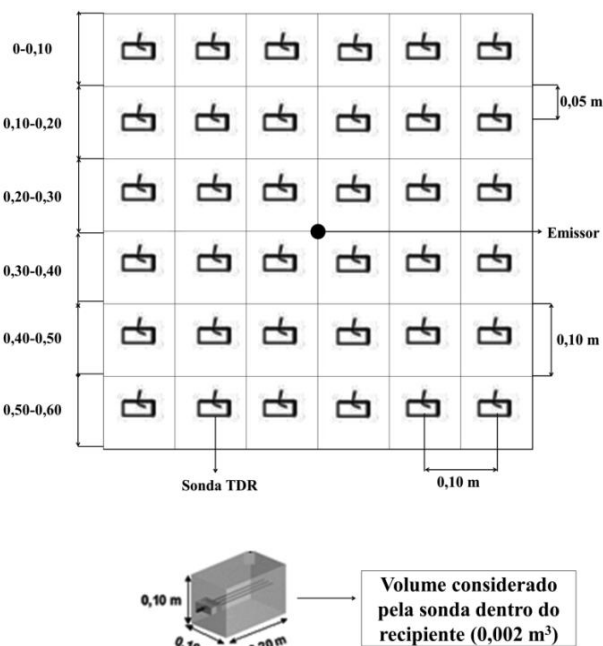 0-0,10
0,05 m
0,10-0,20
0,20-0,30
Emissor
0,30-0,40
0,40-0,50
0,10 m
0,50-0,60
Sonda TDR
0,10 m
0,10 m
0,20 m
Volume considerado
pela sonda dentro do
recipiente (0,002 m³)